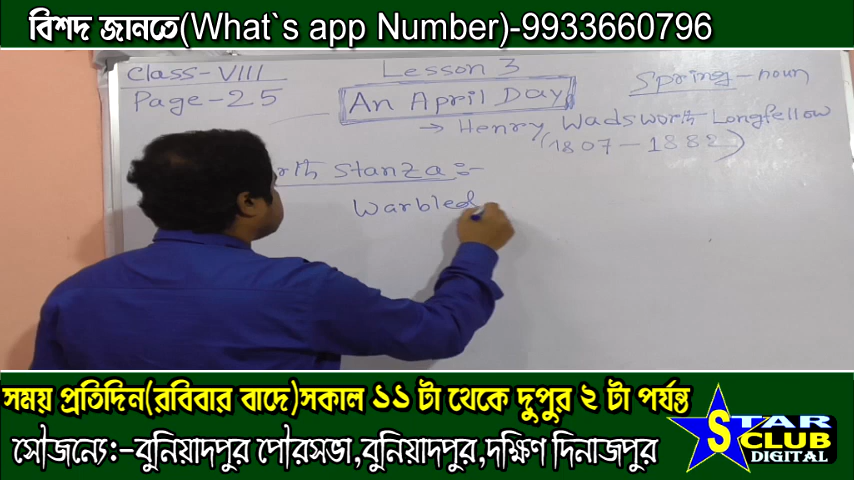 বিশদ জানতে(What`s app Number)-9933660796
Class-VIII
Page-25
Lesson 3
An April Day
Spring-noun
→ Henry Wadsworth Longfellow
(1807-1882)
Stanza:-
Warbled
সময় প্রতিদিন(রবিবার বাদে)সকাল ১১ টা থেকে দুপুর ২ টা পর্যন্ত
সৌজন্যে:-বুনিয়াদপুর পৌরসভা,বুনিয়াদপুর,দক্ষিণ দিনাজপুর
STAR
CLUB
DIGITAL